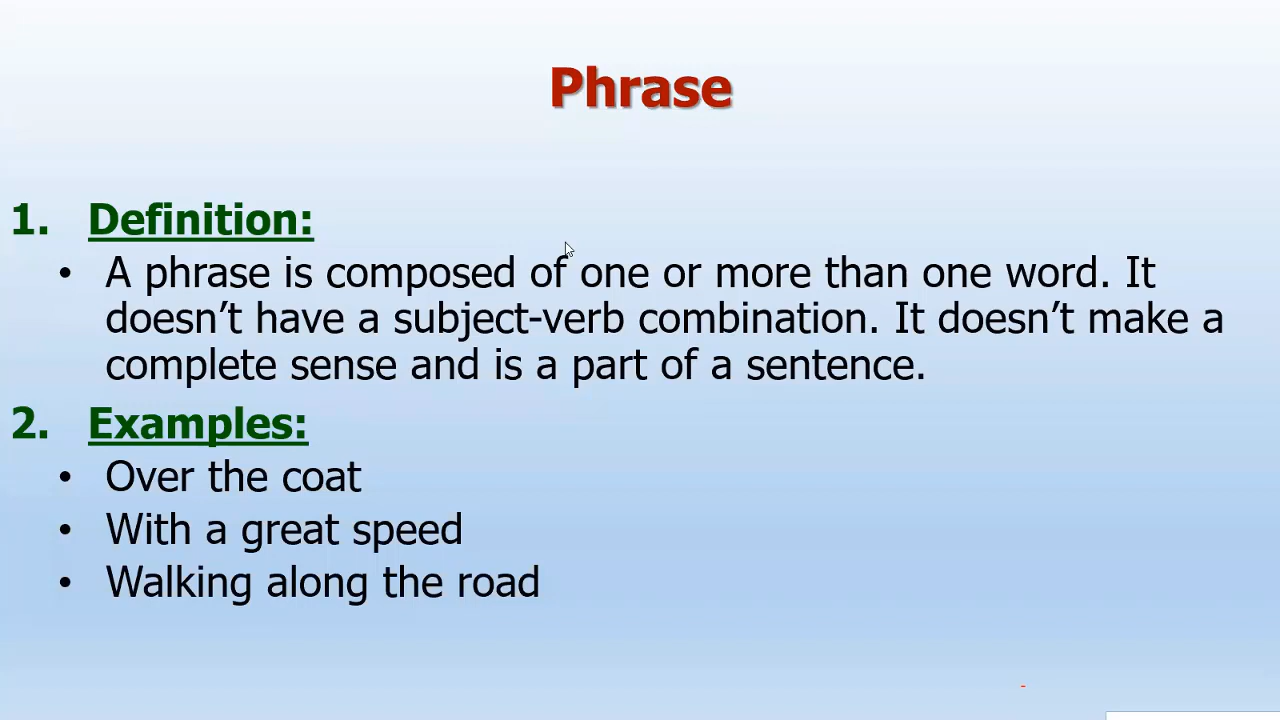 Phrase
1. Definition:
• A phrase is composed of one or more than one word. It
doesn’t have a subject-verb combination. It doesn’t make a
complete sense and is a part of a sentence.
2. Examples:
• Over the coat
• With a great speed
• Walking along the road